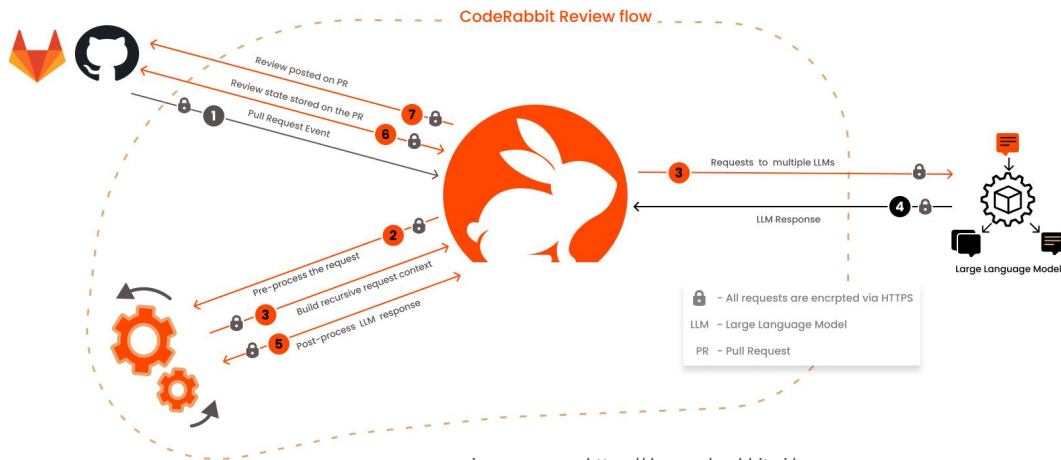 CodeRabbit Review flow
Review posted on PR
7
Review state stored on the PR
6
1
Pull Request Event
3
Requests to multiple LLMs
4
LLM Response
2
Pre-process the request
3
Build recursive request context
5
Post-process LLM response
Large Language Model
- All requests are encrpted via HTTPS
LLM - Large Language Model
PR - Pull Request